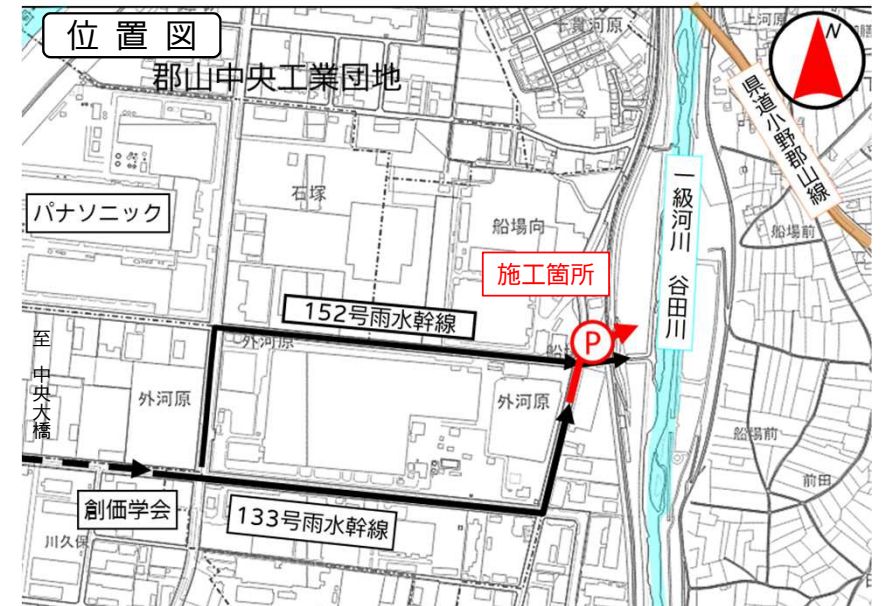 位置図
N
上貫河原
郡山中央工業団地
県道小野郡山線
石塚
一級河川 谷田川
パナソニック
船場向
船場前
施工箇所
152号雨水幹線
外河原
P
至 中央大橋
外河原
外河原
船場前
前田
創価学会
133号雨水幹線
川久保